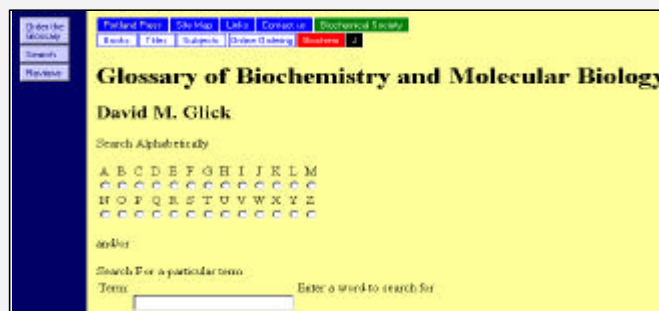 Order the
Glossary
Search
Reviews
Portland Press Site Map Links Contact us Biochemical Society
Books Titles Subjects Online Ordering J
Glossary of Biochemistry and Molecular Biology
David M. Glick
Search Alphabetically
A B C D E F G H I J K L M
N O P Q R S T U V W X Y Z
and/or
Search For a particular term
Term: Enter a word to search for